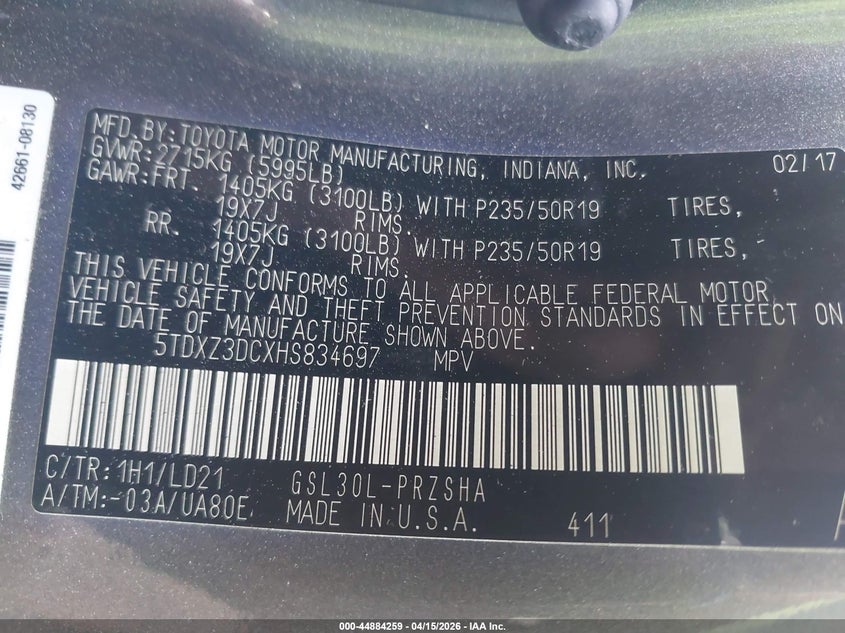 42661-08130
MFD.BY:TOYOTA MOTOR MANUFACTURING, INDIANA, INC. 02/17
GVWR:2715KG (5995LB)
GAWR:FRT. 1405KG (3100LB) WITH P235/50R19 TIRES,
19X7J RIMS.
RR. 1405KG (3100LB) WITH P235/50R19 TIRES,
19X7J RIMS.
THIS VEHICLE CONFORMS TO ALL APPLICABLE FEDERAL MOTOR
VEHICLE SAFETY AND THEFT PREVENTION STANDARDS IN EFFECT ON
THE DATE OF MANUFACTURE SHOWN ABOVE.
5TDXZ3DCXHS834697 MPV
C/TR:1H1/LD21 GSL30L-PRZSHA
A/TM:-03A/UA80E MADE IN U.S.A. 411
000-44884259 - 04/15/2026 - IAA Inc.